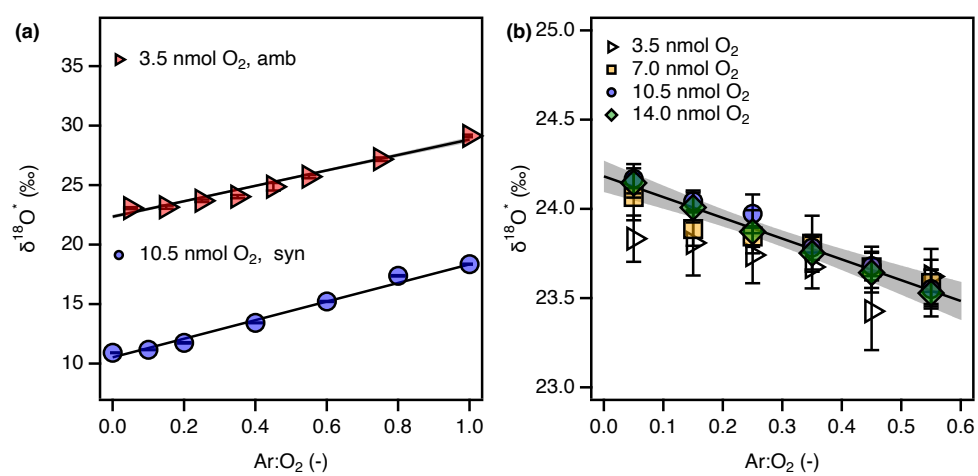 (a)
3.5 nmol O₂, amb
10.5 nmol O₂, syn
δ¹⁸O* (‰)
35
30
25
20
15
10
0.0 0.2 0.4 0.6 0.8 1.0
Ar:O₂ (-)
(b)
3.5 nmol O₂
7.0 nmol O₂
10.5 nmol O₂
14.0 nmol O₂
δ¹⁸O* (‰)
25.0
24.5
24.0
23.5
23.0
0.0 0.1 0.2 0.3 0.4 0.5 0.6
Ar:O₂ (-)